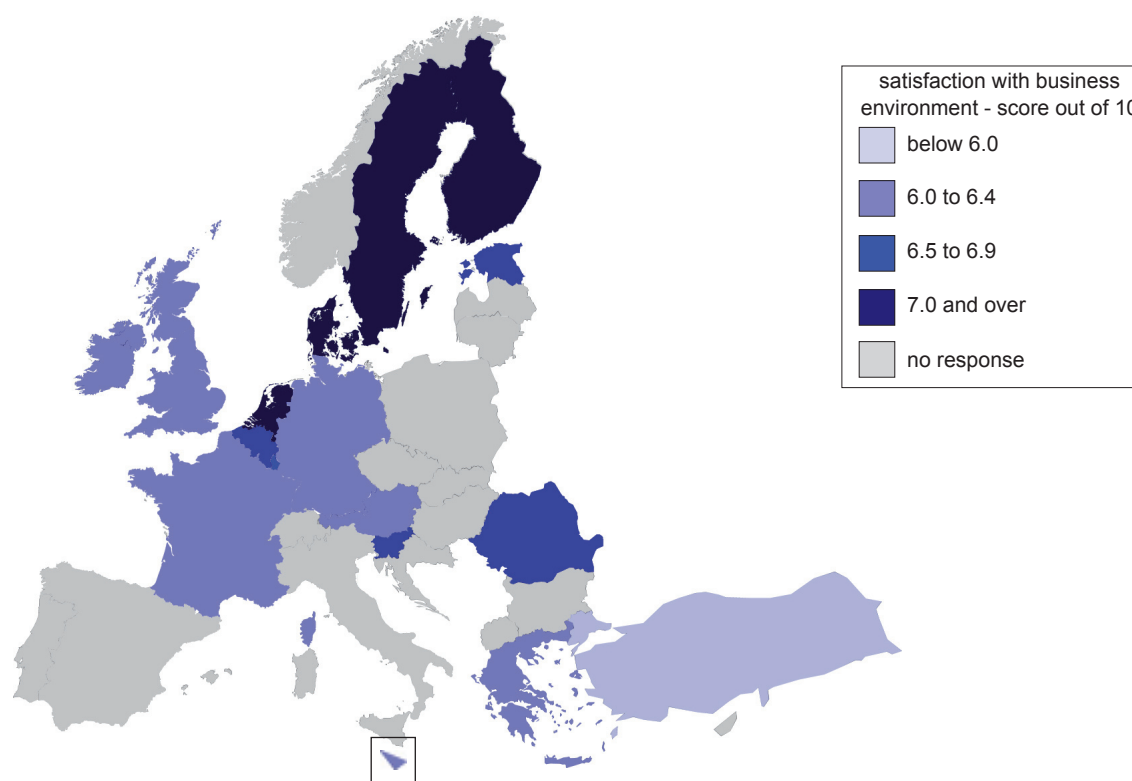 satisfaction with business
environment - score out of 10
below 6.0
6.0 to 6.4
6.5 to 6.9
7.0 and over
no response